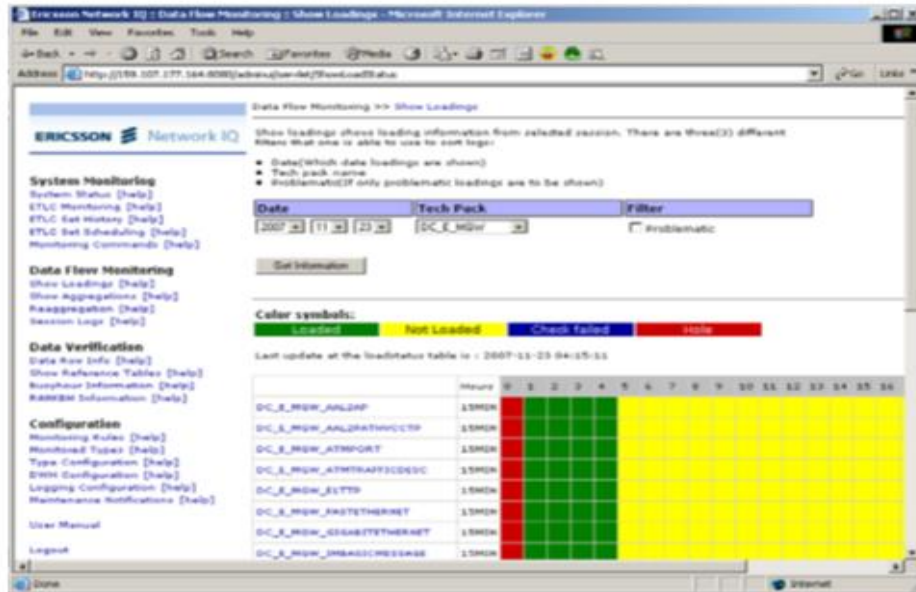 Ericsson Network IQ :: Data Flow Monitoring :: Show Loadings - Microsoft Internet Explorer
File Edit View Favorites Tools Help
Back Search Favorites Media
Address http://159.107.177.164:8080/adminui/servlet/ShowLoadStatus Go Links
Data Flow Monitoring >> Show Loadings
ERICSSON Network IQ
Show loadings shows loading information from selected session. There are three(3) different
filters that one is able to use to sort logs:
Date(Which date loadings are shown)
Tech pack name
Problematic(If only problematic loadings are to be shown)
System Monitoring
System Status [help]
ETLC Monitoring [help]
ETLC Set History [help]
ETLC Set Scheduling [help]
Monitoring Commands [help]
Data Flow Monitoring
Show Loadings [help]
Show Aggregations [help]
Reaggregation [help]
Session Logs [help]
Data Verification
Data Row Info [help]
Show Reference Tables [help]
Busyhour Information [help]
RANKBH Information [help]
Configuration
Monitoring Rules [help]
Monitored Types [help]
Type Configuration [help]
DWH Configuration [help]
Logging Configuration [help]
Maintenance Notifications [help]
User Manual
Logout
Date Tech Pack Filter
2007 11 23 DC_E_MGW Problematic
Get Information
Color symbols:
Loaded Not Loaded Check failed Hole
Last update at the loadstatus table is : 2007-11-23 04:15:11
Hours 0 1 2 3 4 5 6 7 8 9 10 11 12 13 14 15 16
DC_E_MGW_AAL2AP 15MIN
DC_E_MGW_AAL2PATHVCCTP 15MIN
DC_E_MGW_ATMPORT 15MIN
DC_E_MGW_ATMTRAFFICDESC 15MIN
DC_E_MGW_E1TTP 15MIN
DC_E_MGW_FASTETHERNET 15MIN
DC_E_MGW_GIGABITETHERNET 15MIN
DC_E_MGW_IMBASICMESSAGE 15MIN
Done Internet